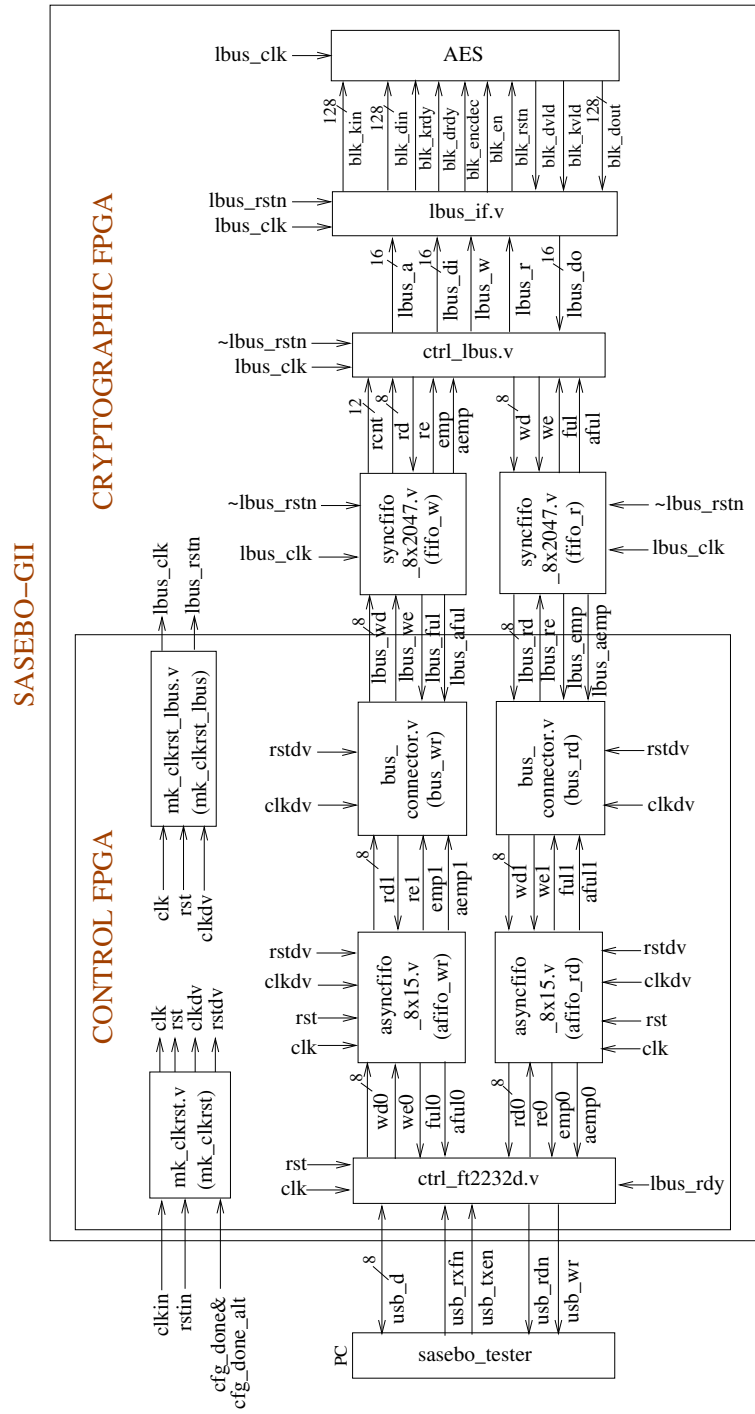 SASEBO−GII
CRYPTOGRAPHIC FPGA
CONTROL FPGA
lbus_clk
AES
128
blk_kin
128
blk_din
blk_krdy
blk_drdy
blk_encdec
blk_en
blk_rstn
blk_dvld
blk_kvld
128
blk_dout
lbus_rstn
lbus_clk
lbus_if.v
16
lbus_a
16
lbus_di
lbus_w
lbus_r
16
lbus_do
~lbus_rstn
lbus_clk
ctrl_lbus.v
12
rcnt
8
rd
re
emp
aemp
8
wd
we
ful
aful
~lbus_rstn
lbus_clk
syncfifo
_8x2047.v
(fifo_w)
syncfifo
_8x2047.v
(fifo_r)
~lbus_rstn
lbus_clk
8
lbus_wd
lbus_we
lbus_ful
lbus_aful
8
lbus_rd
lbus_re
lbus_emp
lbus_aemp
lbus_clk
lbus_rstn
mk_clkrst_lbus.v
(mk_clkrst_lbus)
clk
rst
clkdv
rstdv
clkdv
bus_
connector.v
(bus_wr)
bus_
connector.v
(bus_rd)
rstdv
clkdv
8
rd1
re1
emp1
aemp1
8
wd1
we1
ful1
aful1
rstdv
clkdv
rst
clk
asyncfifo
_8x15.v
(afifo_wr)
asyncfifo
_8x15.v
(afifo_rd)
rstdv
clkdv
rst
clk
clk
rst
clkdv
rstdv
mk_clkrst.v
(mk_clkrst)
clkin
rstin
cfg_done&
cfg_done_alt
8
wd0
we0
ful0
aful0
8
rd0
re0
emp0
aemp0
rst
clk
ctrl_ft2232d.v
lbus_rdy
8
usb_d
usb_rxfn
usb_txen
usb_rdn
usb_wr
PC
sasebo_tester